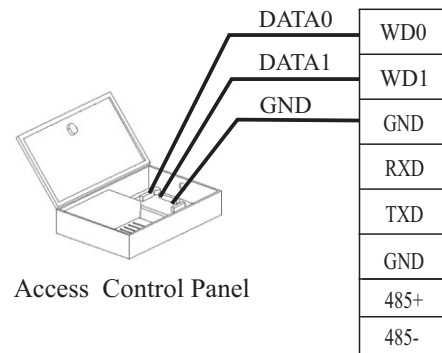 DATA0
WD0
DATA1
WD1
GND
GND
RXD
TXD
GND
485+
485-
Access Control Panel